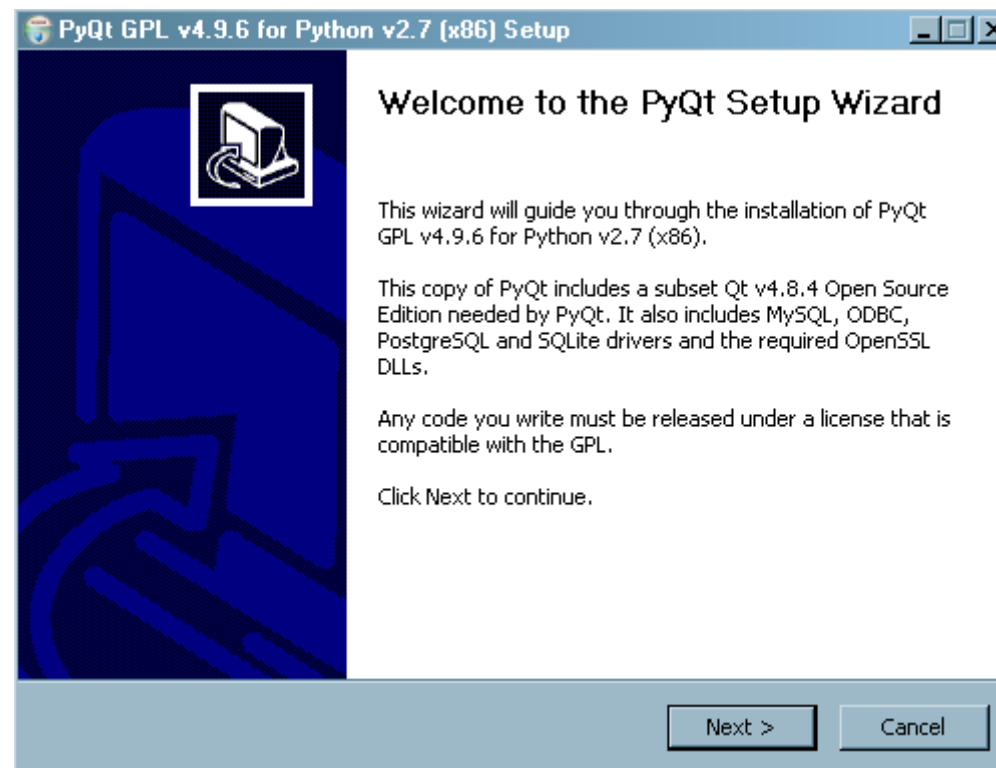 PyQt GPL v4.9.6 for Python v2.7 (x86) Setup
Welcome to the PyQt Setup Wizard
This wizard will guide you through the installation of PyQt
GPL v4.9.6 for Python v2.7 (x86).
This copy of PyQt includes a subset Qt v4.8.4 Open Source
Edition needed by PyQt. It also includes MySQL, ODBC,
PostgreSQL and SQLite drivers and the required OpenSSL
DLLs.
Any code you write must be released under a license that is
compatible with the GPL.
Click Next to continue.
Next >
Cancel